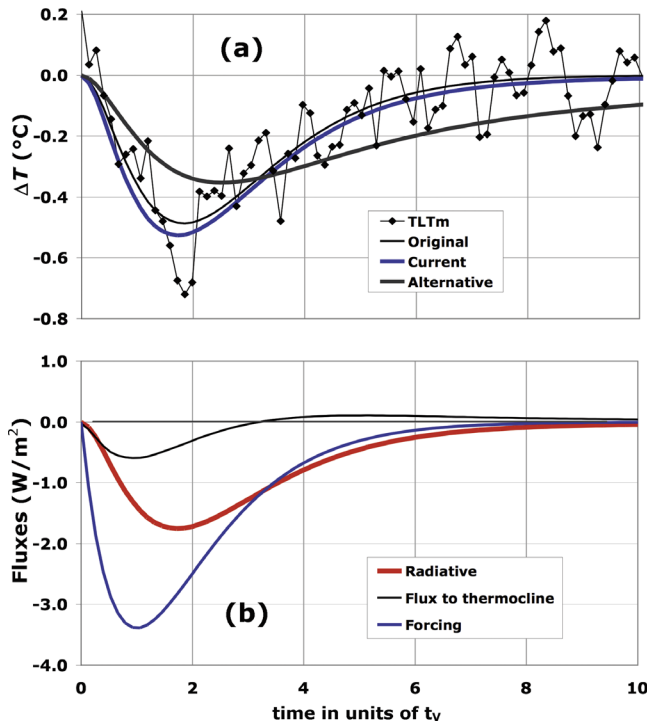 0.2
(a)
0.0
-0.2
-0.4
-0.6
-0.8
ΔT (°C)
TLTm
Original
Current
Alternative
1.0
0.0
-1.0
-2.0
-3.0
-4.0
Fluxes (W/m²)
Radiative
Flux to thermocline
Forcing
(b)
0 2 4 6 8 10
time in units of tᵥ